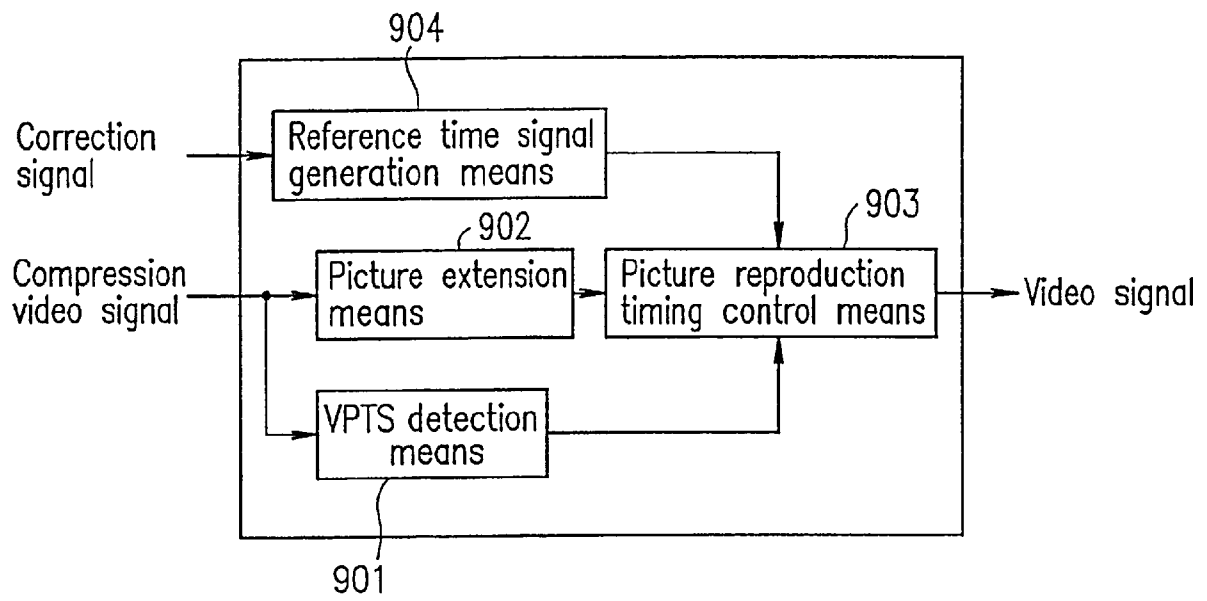 904
Correction
signal
Reference time signal
generation means
902
903
Compression
video signal
Picture extension
means
Picture reproduction
timing control means
Video signal
VPTS detection
means
901